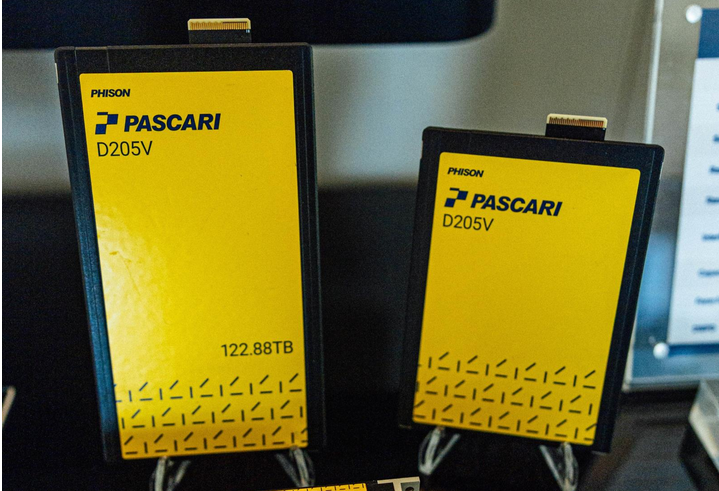 PHISON
PASCARI
D205V
122.88TB
PHISON
PASCARI
D205V